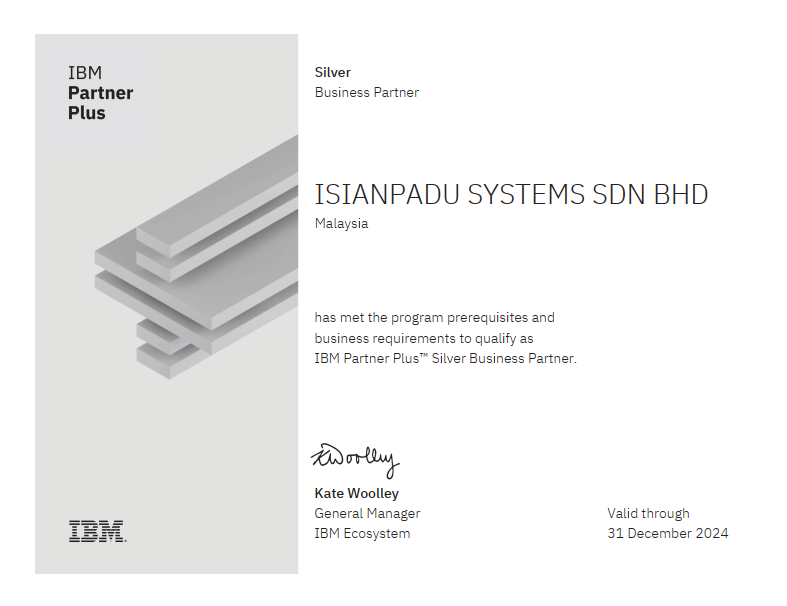 IBM
Partner
Plus
Silver
Business Partner
ISIANPADU SYSTEMS SDN BHD
Malaysia
has met the program prerequisites and
business requirements to qualify as
IBM Partner Plus™ Silver Business Partner.
KWoolley
Kate Woolley
General Manager
IBM Ecosystem
Valid through
31 December 2024
IBM